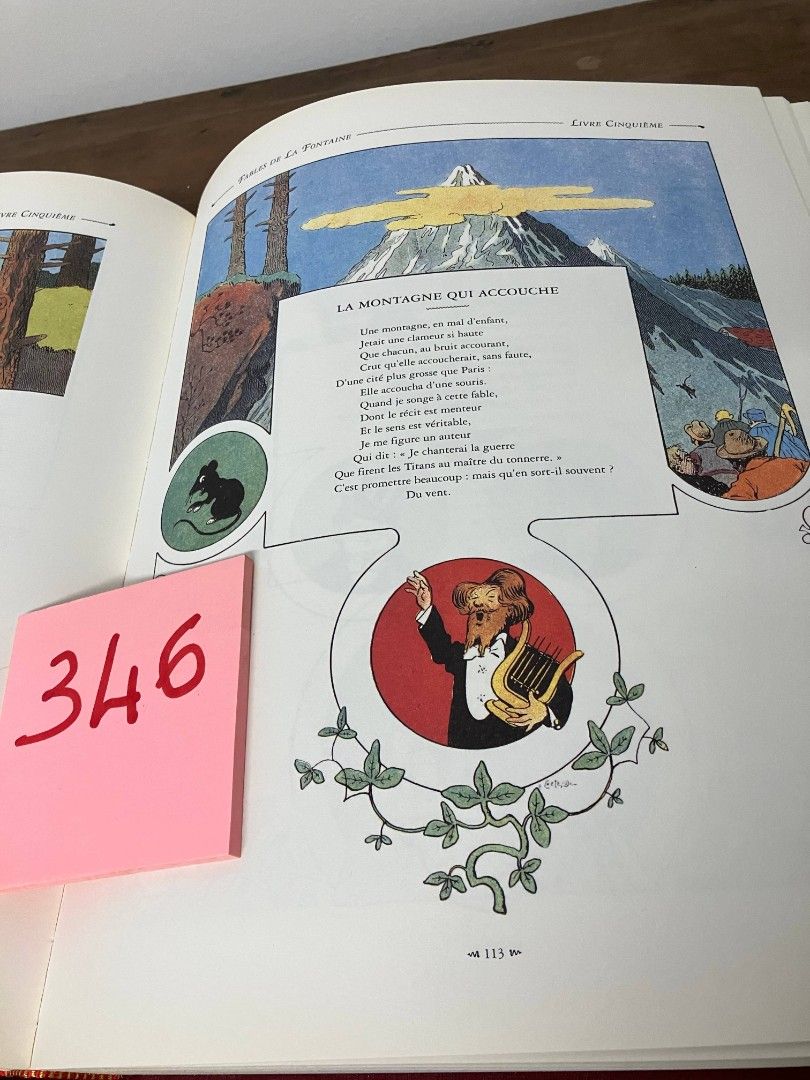 VRE CINQUIÈME
FABLES DE LA FONTAINE
LIVRE CINQUIÈME
LA MONTAGNE QUI ACCOUCHE
Une montagne, en mal d'enfant,
Jetait une clameur si haute
Que chacun, au bruit accourant,
Crut qu'elle accoucherait, sans faute,
D'une cité plus grosse que Paris :
Elle accoucha d'une souris.
Quand je songe à cette fable,
Dont le récit est menteur
Et le sens est véritable,
Je me figure un auteur
Qui dit : « Je chanterai la guerre
Que firent les Titans au maître du tonnerre. »
C'est promettre beaucoup : mais qu'en sort-il souvent ?
Du vent.
346
113